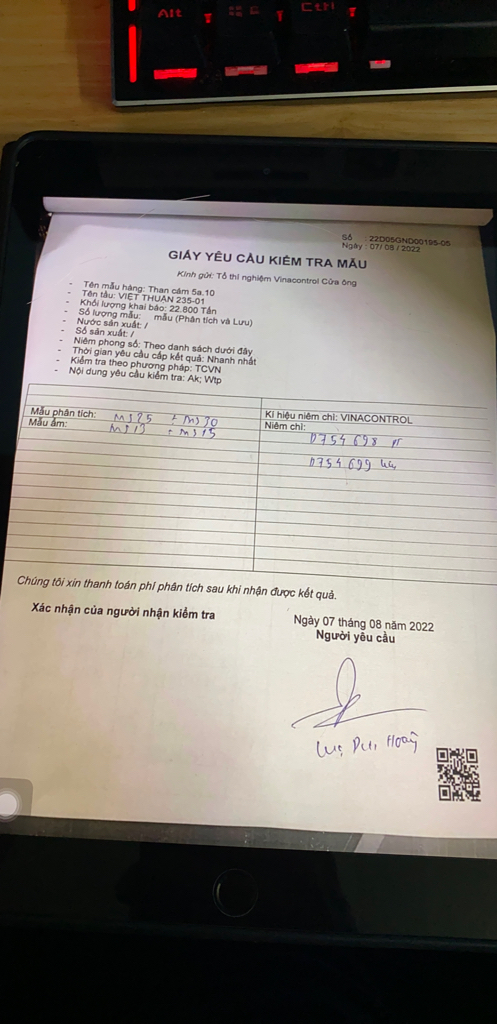 Alt
Ctrl
Số : 22D05GND00195-05
Ngày : 07/ 08 / 2022
GIẤY YÊU CẦU KIỂM TRA MẪU
Kính gửi: Tổ thí nghiệm Vinacontrol Cửa ông
- Tên mẫu hàng: Than cám 5a.10
- Tên tầu: VIỆT THUẬN 235-01
- Khối lượng khai báo: 22.800 Tấn
- Số lượng mẫu: mẫu (Phân tích và Lưu)
- Nước sản xuất: /
- Số sản xuất: /
- Niêm phong số: Theo danh sách dưới đây
- Thời gian yêu cầu cấp kết quả: Nhanh nhất
- Kiểm tra theo phương pháp: TCVN
- Nội dung yêu cầu kiểm tra: Ak; Wtp
Mẫu phân tích:
Mẫu ẩm:
Kí hiệu niêm chì: VINACONTROL
Niêm chì:
0754 698
0754 699
Chúng tôi xin thanh toán phí phân tích sau khi nhận được kết quả.
Xác nhận của người nhận kiểm tra
Ngày 07 tháng 08 năm 2022
Người yêu cầu